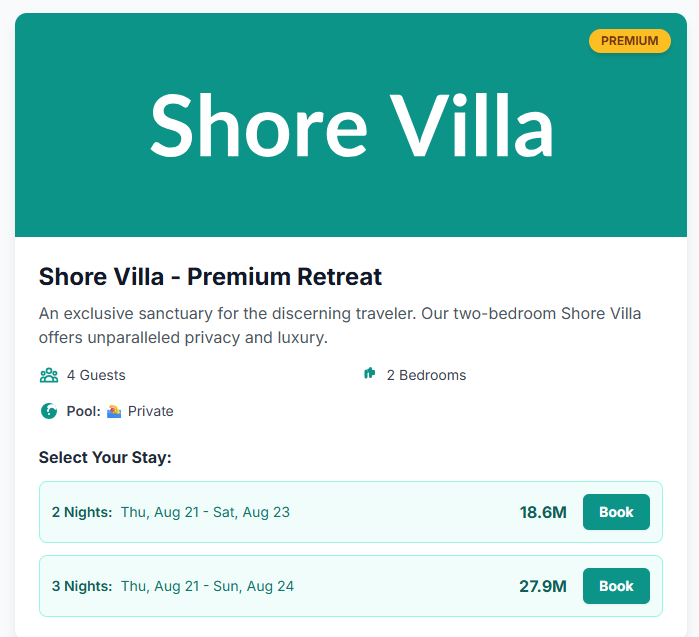 PREMIUM
Shore Villa
Shore Villa - Premium Retreat
An exclusive sanctuary for the discerning traveler. Our two-bedroom Shore Villa
offers unparalleled privacy and luxury.
4 Guests
2 Bedrooms
Pool: Private
Select Your Stay:
2 Nights: Thu, Aug 21 - Sat, Aug 23 18.6M Book
3 Nights: Thu, Aug 21 - Sun, Aug 24 27.9M Book